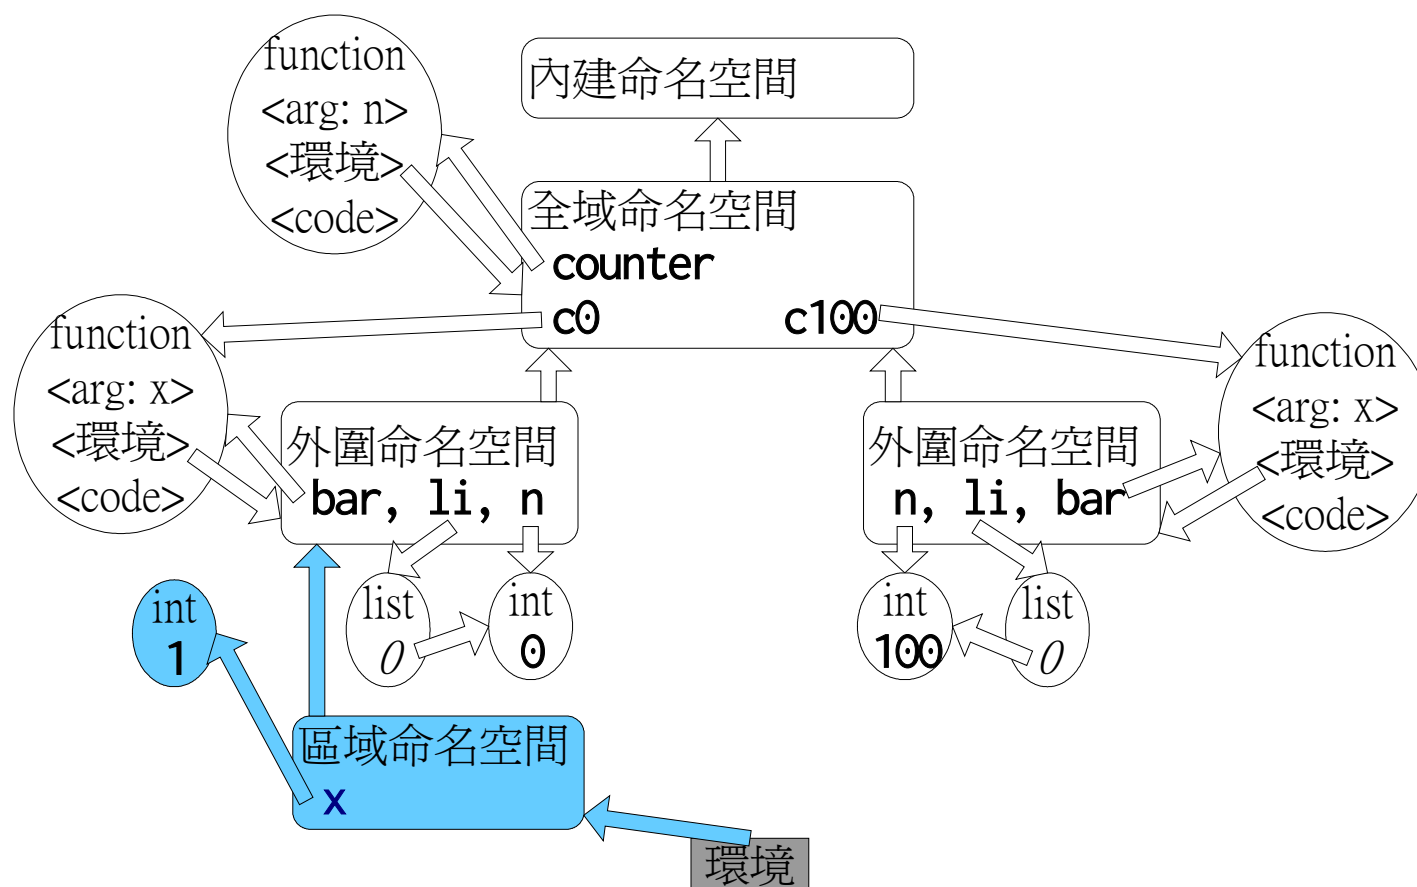 function
<arg: n>
<環境>
<code>
內建命名空間
全域命名空間
counter
c0 c100
function
<arg: x>
<環境>
<code>
外圍命名空間
bar, li, n
外圍命名空間
n, li, bar
function
<arg: x>
<環境>
<code>
int
1
list
0
int
0
int
100
list
0
區域命名空間
x
環境